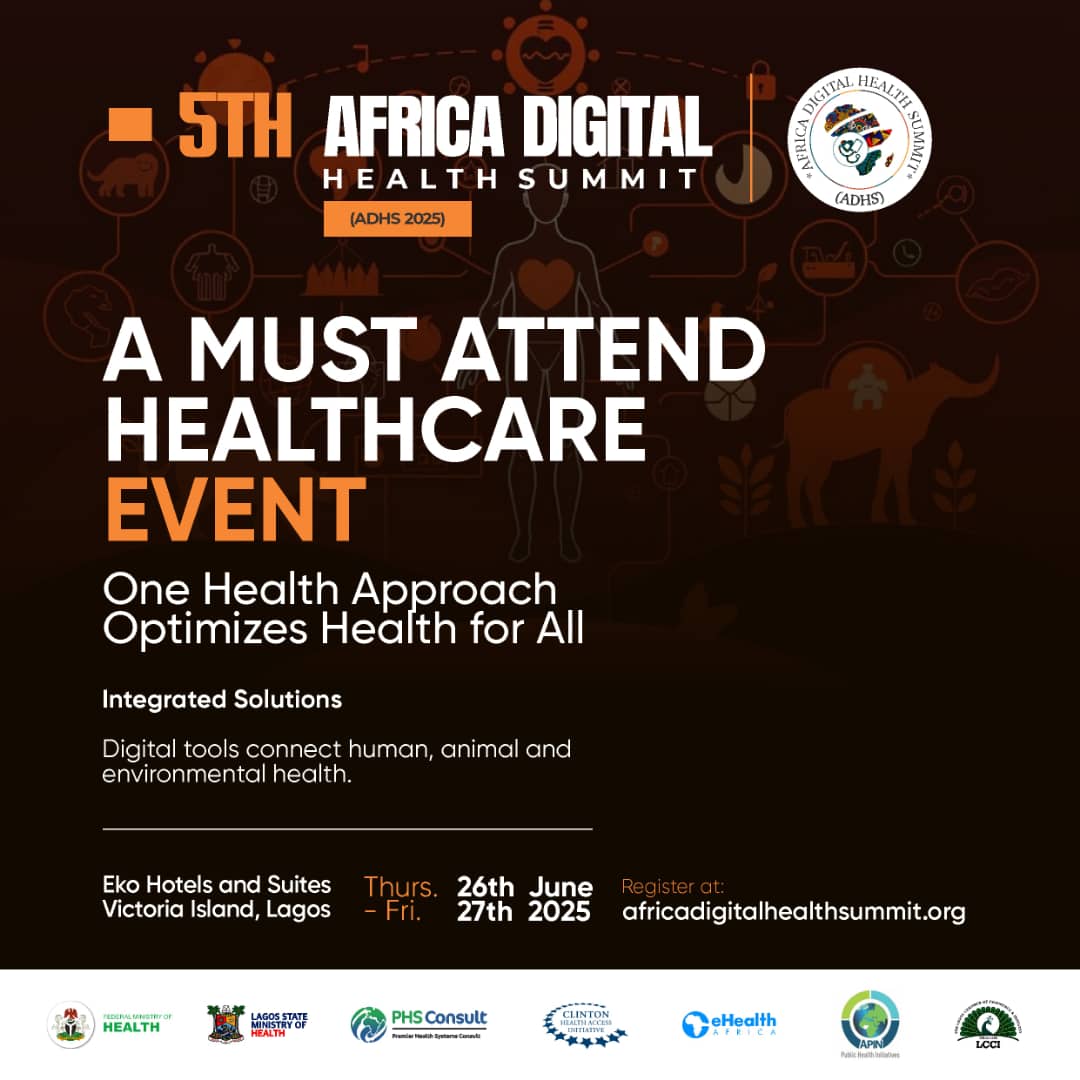 5TH AFRICA DIGITAL
HEALTH SUMMIT
(ADHS 2025)
* AFRICA DIGITAL HEALTH SUMMIT *
(ADHS)
A MUST ATTEND
HEALTHCARE
EVENT
One Health Approach
Optimizes Health for All
Integrated Solutions
Digital tools connect human, animal and
environmental health.
Eko Hotels and Suites
Victoria Island, Lagos
Thurs. 26th June
- Fri. 27th 2025
Register at:
africadigitalhealthsummit.org
FEDERAL MINISTRY OF
HEALTH
LAGOS STATE
MINISTRY OF
HEALTH
PHS Consult
Premier Health Systems Consult
CLINTON
HEALTH ACCESS
INITIATIVE
eHealth
AFRICA
APIN
Public Health Initiatives
LCCI